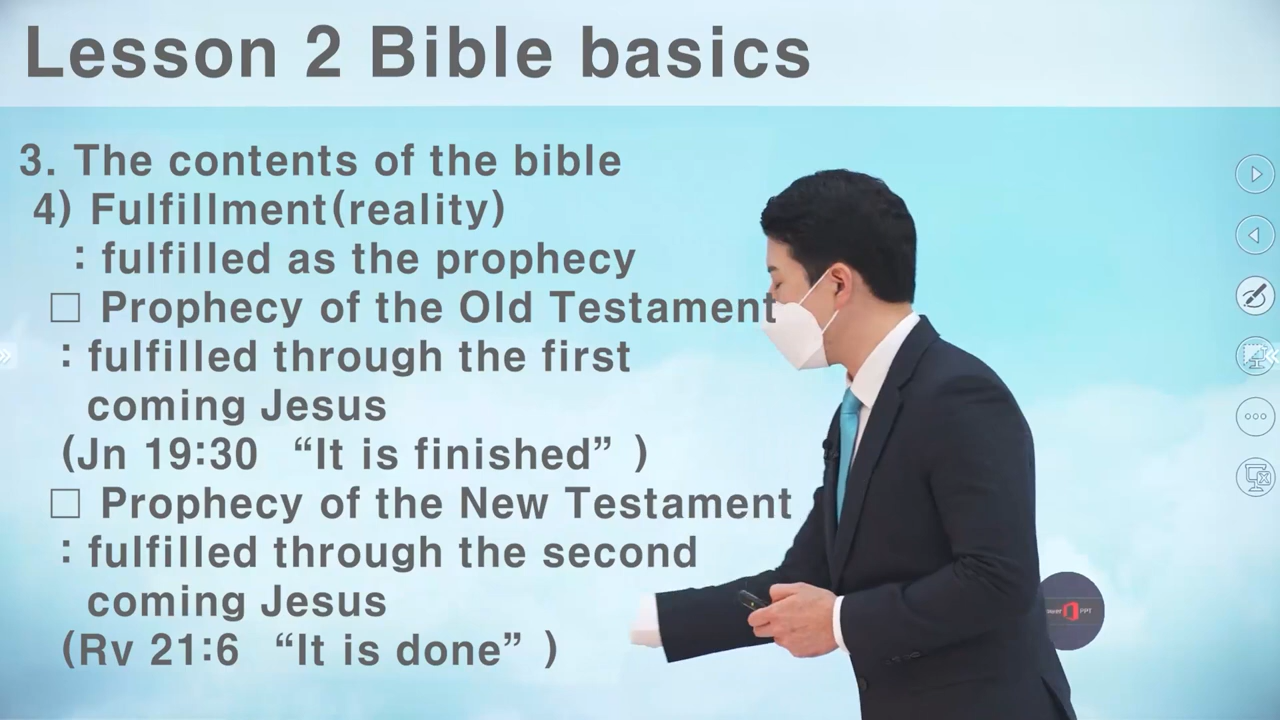 Lesson 2 Bible basics
3. The contents of the bible
4) Fulfillment(reality)
: fulfilled as the prophecy
□ Prophecy of the Old Testament
: fulfilled through the first
coming Jesus
(Jn 19:30 “It is finished” )
□ Prophecy of the New Testament
: fulfilled through the second
coming Jesus
(Rv 21:6 “It is done” )
PPT